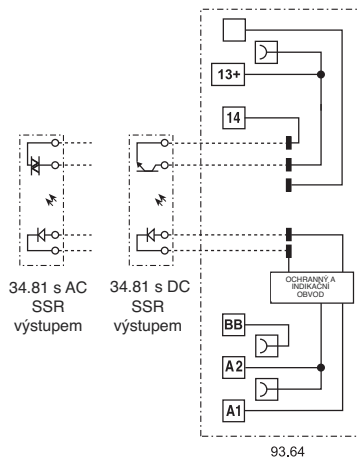 13+
14
34.81 s AC
SSR
výstupem
34.81 s DC
SSR
výstupem
OCHRANNÝ A
INDIKAČNÍ
OBVOD
BB
A2
A1
93.64